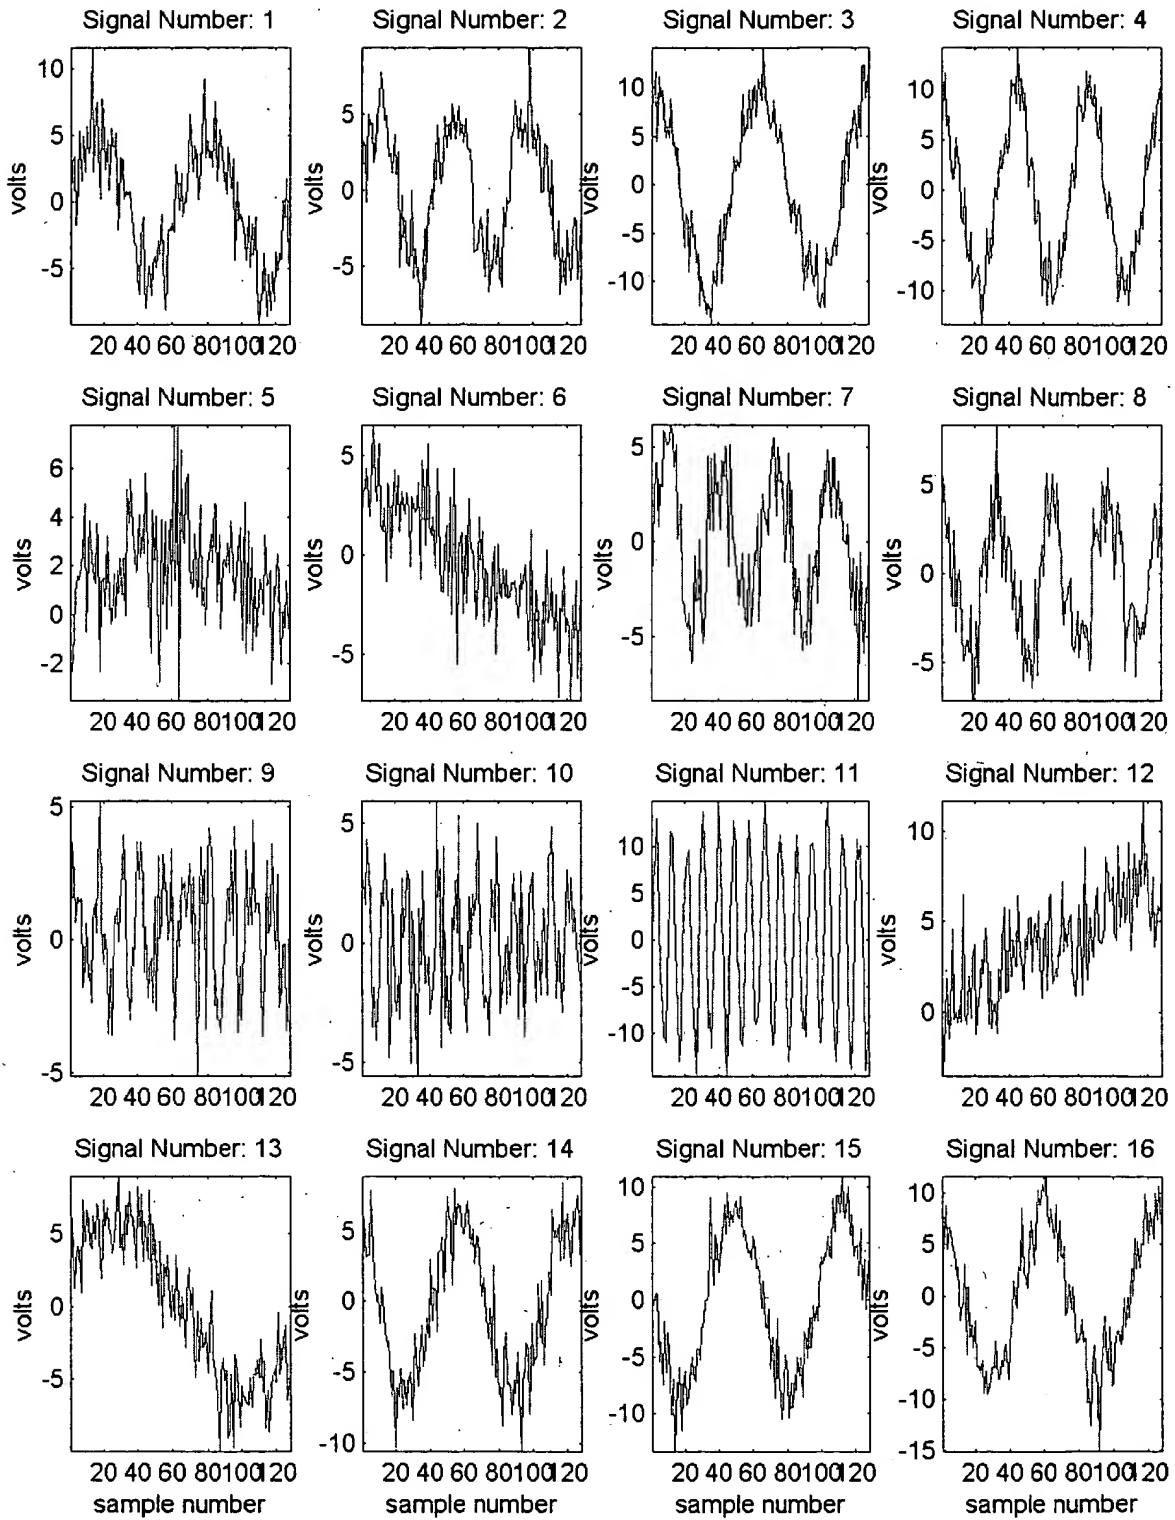 Signal Number: 1
Signal Number: 2
Signal Number: 3
Signal Number: 4
10
5
0
-5
volts
5
0
-5
volts
10
5
0
-5
-10
volts
10
5
0
-5
-10
volts
20 40 60 80100120
20 40 60 80100120
20 40 60 80100120
20 40 60 80100120
Signal Number: 5
Signal Number: 6
Signal Number: 7
Signal Number: 8
6
4
2
0
-2
volts
5
0
-5
volts
5
0
-5
volts
5
0
-5
volts
20 40 60 80100120
20 40 60 80100120
20 40 60 80100120
20 40 60 80100120
Signal Number: 9
Signal Number: 10
Signal Number: 11
Signal Number: 12
5
0
-5
volts
5
0
-5
volts
10
5
0
-5
-10
volts
10
5
0
volts
20 40 60 80100120
20 40 60 80100120
20 40 60 80100120
20 40 60 80100120
Signal Number: 13
Signal Number: 14
Signal Number: 15
Signal Number: 16
5
0
-5
volts
5
0
-5
-10
volts
10
5
0
-5
-10
volts
10
5
0
-5
-10
-15
volts
20 40 60 80100120
20 40 60 80100120
20 40 60 80100120
20 40 60 80100120
sample number
sample number
sample number
sample number